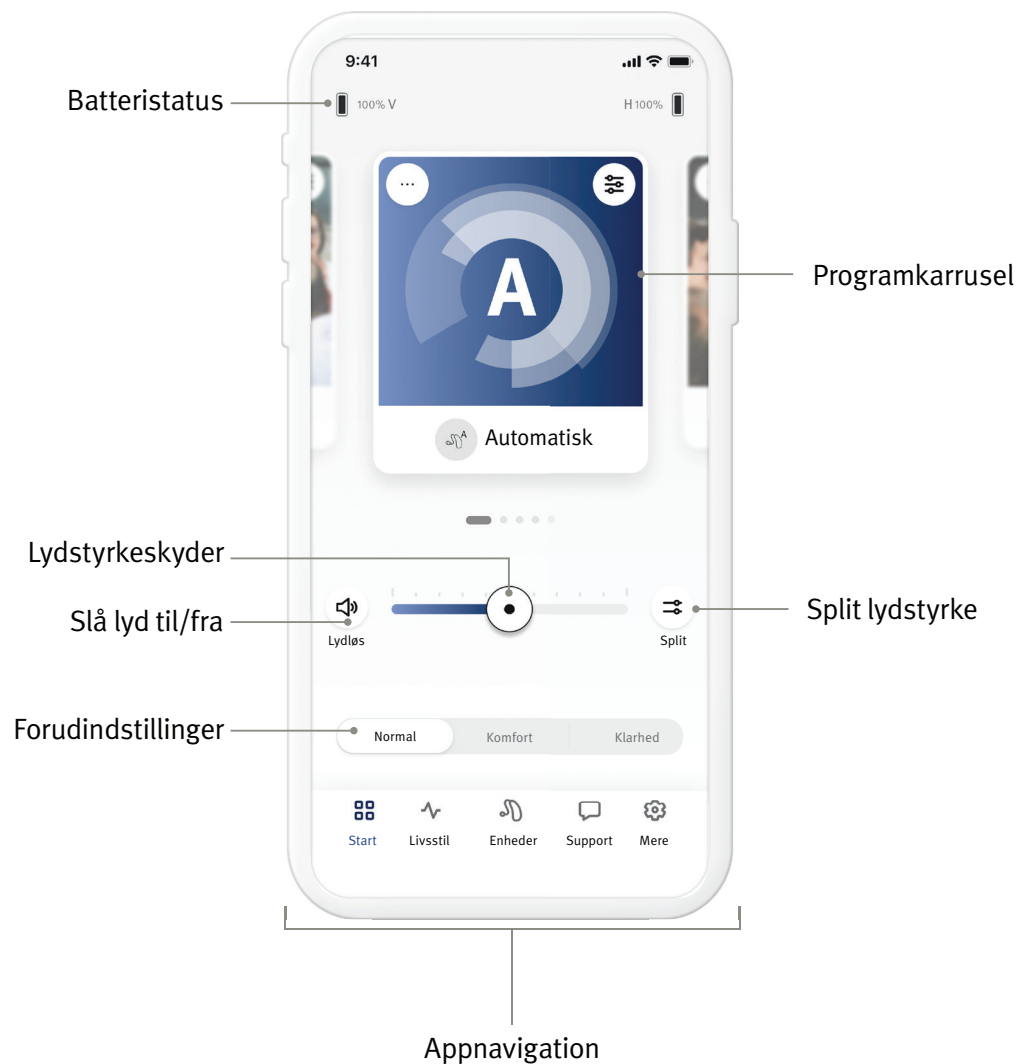 9:41
Batteristatus
100% V
H 100%
...
A
Programkarrusel
A
Automatisk
Lydstyrkeskyder
Slå lyd til/fra
Lydløs
Split
Split lydstyrke
Forudindstillinger
Normal
Komfort
Klarhed
Start
Livsstil
Enheder
Support
Mere
Appnavigation